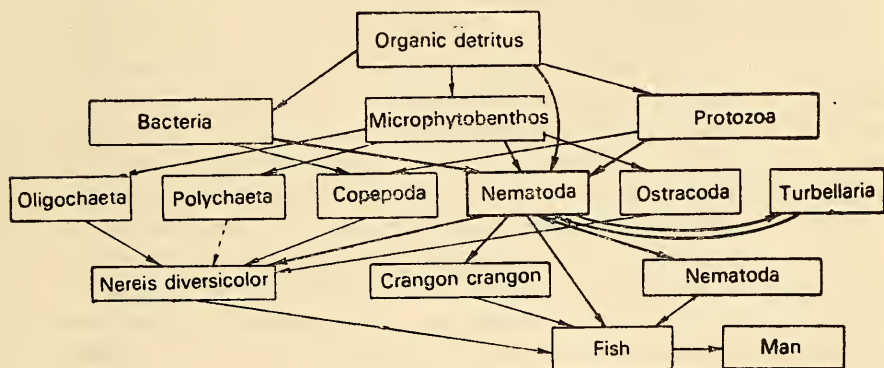 Organic detritus
Bacteria
Microphytobenthos
Protozoa
Oligochaeta
Polychaeta
Copepoda
Nematoda
Ostracoda
Turbellaria
Nereis diversicolor
Crangon crangon
Nematoda
Fish
Man